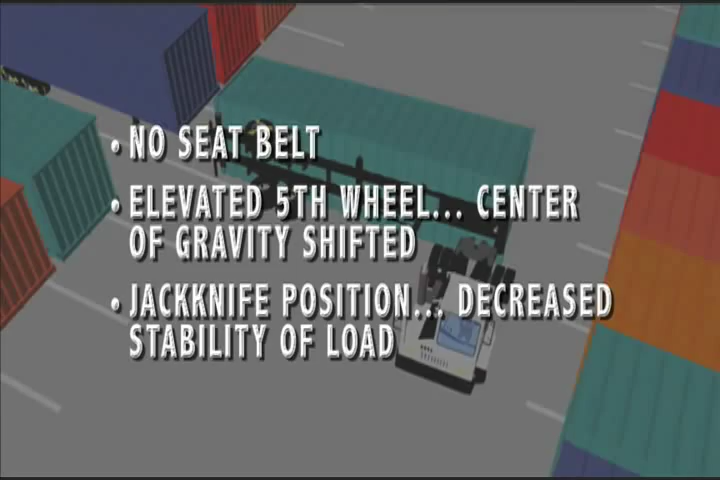 • NO SEAT BELT
• ELEVATED 5TH WHEEL... CENTER
OF GRAVITY SHIFTED
• JACKKNIFE POSITION... DECREASED
STABILITY OF LOAD